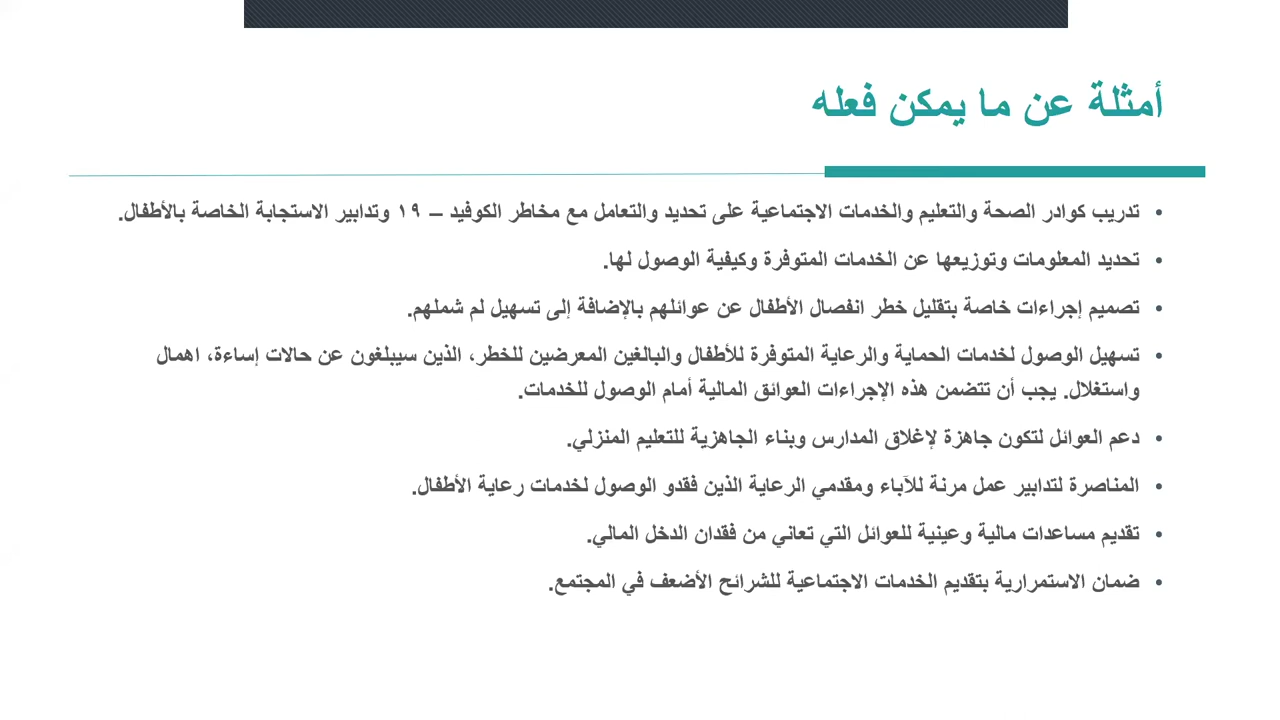 أمثلة عن ما يمكن فعله
• تدريب كوادر الصحة والتعليم والخدمات الاجتماعية على تحديد والتعامل مع مخاطر الكوفيد – ١٩ وتدابير الاستجابة الخاصة بالأطفال.
• تحديد المعلومات وتوزيعها عن الخدمات المتوفرة وكيفية الوصول لها.
• تصميم إجراءات خاصة بتقليل خطر انفصال الأطفال عن عوائلهم بالإضافة إلى تسهيل لم شملهم.
• تسهيل الوصول لخدمات الحماية والرعاية المتوفرة للأطفال والبالغين المعرضين للخطر، الذين سيبلغون عن حالات إساءة، اهمال
واستغلال. يجب أن تتضمن هذه الإجراءات العوائق المالية أمام الوصول للخدمات.
• دعم العوائل لتكون جاهزة لإغلاق المدارس وبناء الجاهزية للتعليم المنزلي.
• المناصرة لتدابير عمل مرنة للآباء ومقدمي الرعاية الذين فقدو الوصول لخدمات رعاية الأطفال.
• تقديم مساعدات مالية وعينية للعوائل التي تعاني من فقدان الدخل المالي.
• ضمان الاستمرارية بتقديم الخدمات الاجتماعية للشرائح الأضعف في المجتمع.